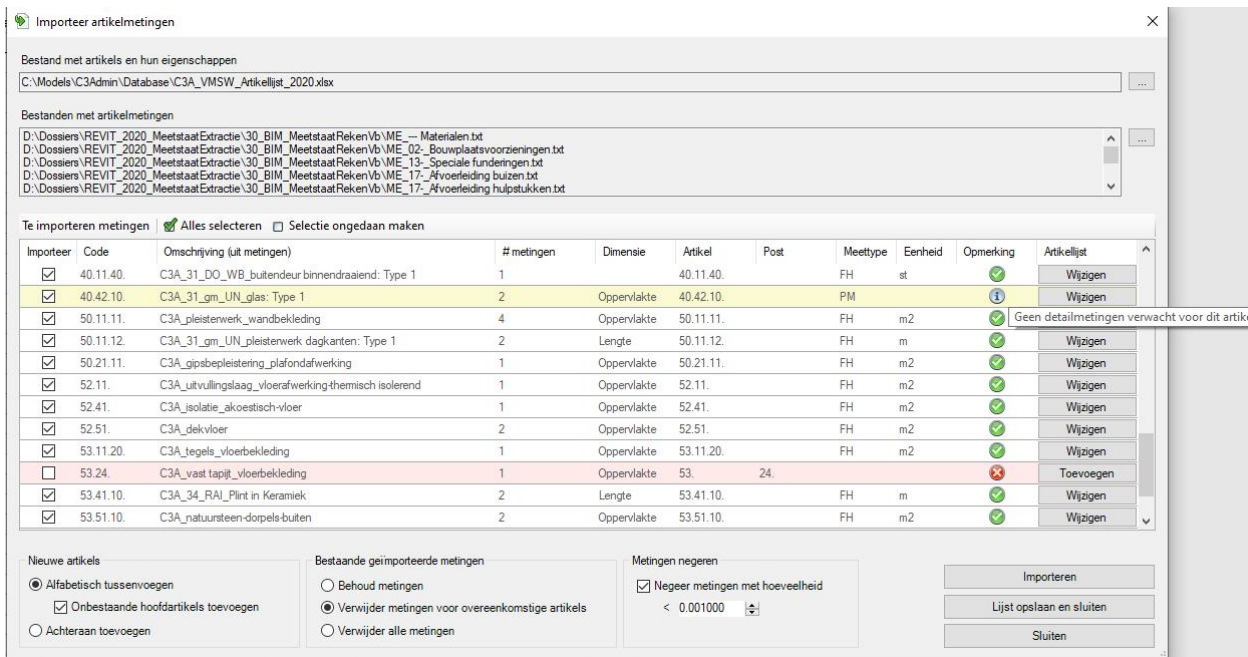 Importeer artikelmetingen
Bestand met artikels en hun eigenschappen
C:\Models\C3Admin\Database\C3A_VMSW_Artikellijst_2020.xlsx ...
Bestanden met artikelmetingen
D:\Dossiers\REVIT_2020_MeetstaatExtractie\30_BIM_MeetstaatRekenVb\ME_--- Materialen.txt ...
D:\Dossiers\REVIT_2020_MeetstaatExtractie\30_BIM_MeetstaatRekenVb\ME_02-_Bouwplaatsvoorzieningen.txt
D:\Dossiers\REVIT_2020_MeetstaatExtractie\30_BIM_MeetstaatRekenVb\ME_13-_Speciale funderingen.txt
D:\Dossiers\REVIT_2020_MeetstaatExtractie\30_BIM_MeetstaatRekenVb\ME_17-_Afvoerleiding buizen.txt
D:\Dossiers\REVIT_2020_MeetstaatExtractie\30_BIM_MeetstaatRekenVb\ME_17-_Afvoerleiding hulpstukken.txt
Te importeren metingen Alles selecteren Selectie ongedaan maken
Importeer Code Omschrijving (uit metingen) # metingen Dimensie Artikel Post Meettype Eenheid Opmerking Artikellijst
40.11.40. C3A_31_DO_WB_buitendeur binnendraaiend: Type 1 1 40.11.40. FH st Wijzigen
40.42.10. C3A_31_gm_UN_glas: Type 1 2 Oppervlakte 40.42.10. PM Wijzigen
50.11.11. C3A_pleisterwerk_wandbekleding 4 Oppervlakte 50.11.11. FH m2 Geen detailmetingen verwacht voor dit artike
50.11.12. C3A_31_gm_UN_pleisterwerk dagkanten: Type 1 2 Lengte 50.11.12. FH m Wijzigen
50.21.11. C3A_gipsbepleistering_plafondafwerking 1 Oppervlakte 50.21.11. FH m2 Wijzigen
52.11. C3A_uitvullingslaag_vloerafwerking-thermisch isolerend 1 Oppervlakte 52.11. FH m2 Wijzigen
52.41. C3A_isolatie_akoestisch-vloer 1 Oppervlakte 52.41. FH m2 Wijzigen
52.51. C3A_dekvloer 2 Oppervlakte 52.51. FH m2 Wijzigen
53.11.20. C3A_tegels_vloerbekleding 1 Oppervlakte 53.11.20. FH m2 Wijzigen
53.24. C3A_vast tapijt_vloerbekleding 1 Oppervlakte 53. 24. Toevoegen
53.41.10. C3A_34_RAI_Plint in Keramiek 2 Lengte 53.41.10. FH m Wijzigen
53.51.10. C3A_natuursteen-dorpels-buiten 2 Oppervlakte 53.51.10. FH m2 Wijzigen
Nieuwe artikels
Alfabetisch tussenvoegen
Onbestaande hoofdartikels toevoegen
Achteraan toevoegen
Bestaande geïmporteerde metingen
Behoud metingen
Verwijder metingen voor overeenkomstige artikels
Verwijder alle metingen
Metingen negeren
Negeer metingen met hoeveelheid
< 0.001000
Importeren
Lijst opslaan en sluiten
Sluiten